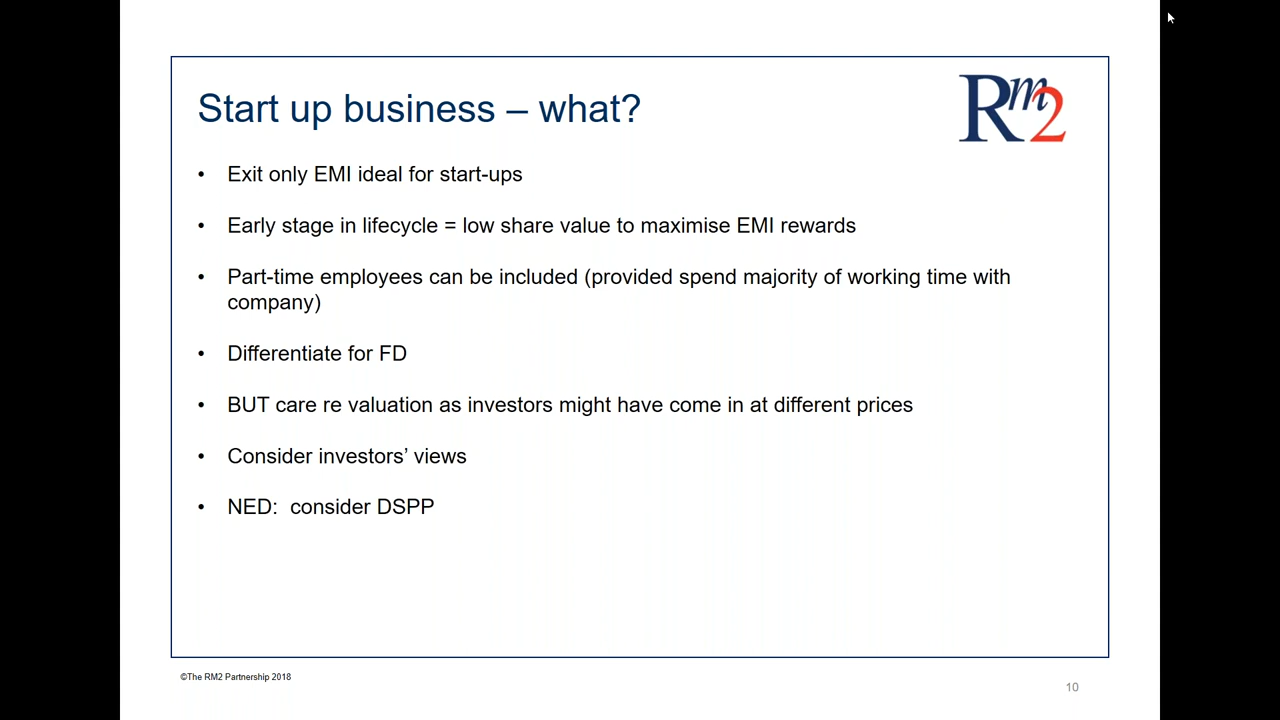 Rm2
Start up business – what?
• Exit only EMI ideal for start-ups
• Early stage in lifecycle = low share value to maximise EMI rewards
• Part-time employees can be included (provided spend majority of working time with
company)
• Differentiate for FD
• BUT care re valuation as investors might have come in at different prices
• Consider investors’ views
• NED:  consider DSPP
©The RM2 Partnership 2018
10